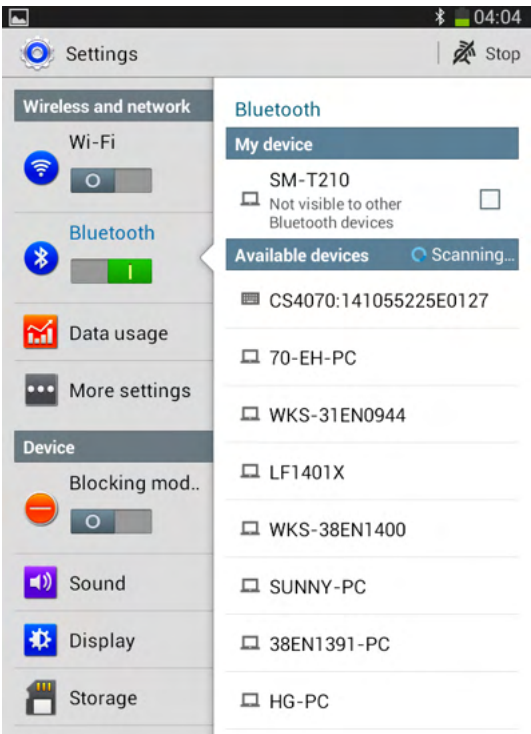 04:04
Settings
Stop
Wireless and network
Wi-Fi
O
Bluetooth
I
Data usage
More settings
Device
Blocking mod..
O
Sound
Display
Storage
Bluetooth
My device
SM-T210
Not visible to other
Bluetooth devices
Available devices Scanning...
CS4070:141055225E0127
70-EH-PC
WKS-31EN0944
LF1401X
WKS-38EN1400
SUNNY-PC
38EN1391-PC
HG-PC